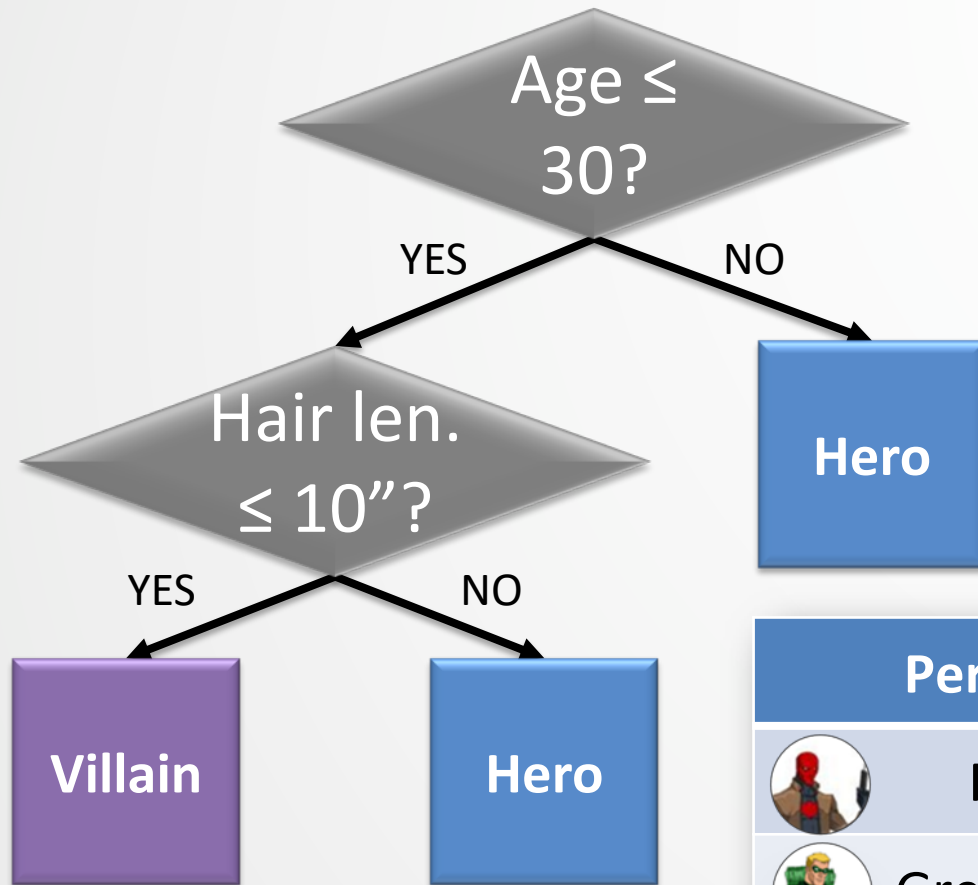 Age ≤
30?
YES
NO
Hair len.
≤ 10”?
Hero
YES
NO
Villain
Hero